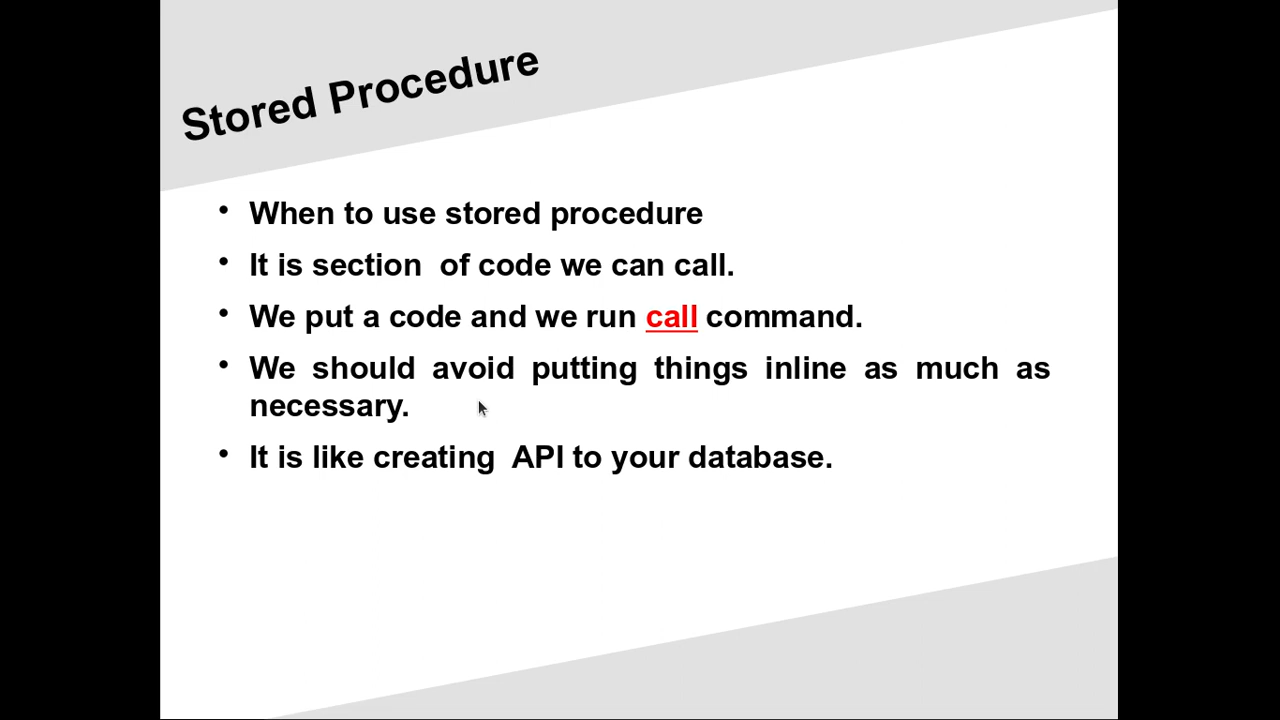 Stored Procedure
• When to use stored procedure
• It is section  of code we can call.
• We put a code and we run call command.
• We should avoid putting things inline as much as
necessary.
• It is like creating  API to your database.